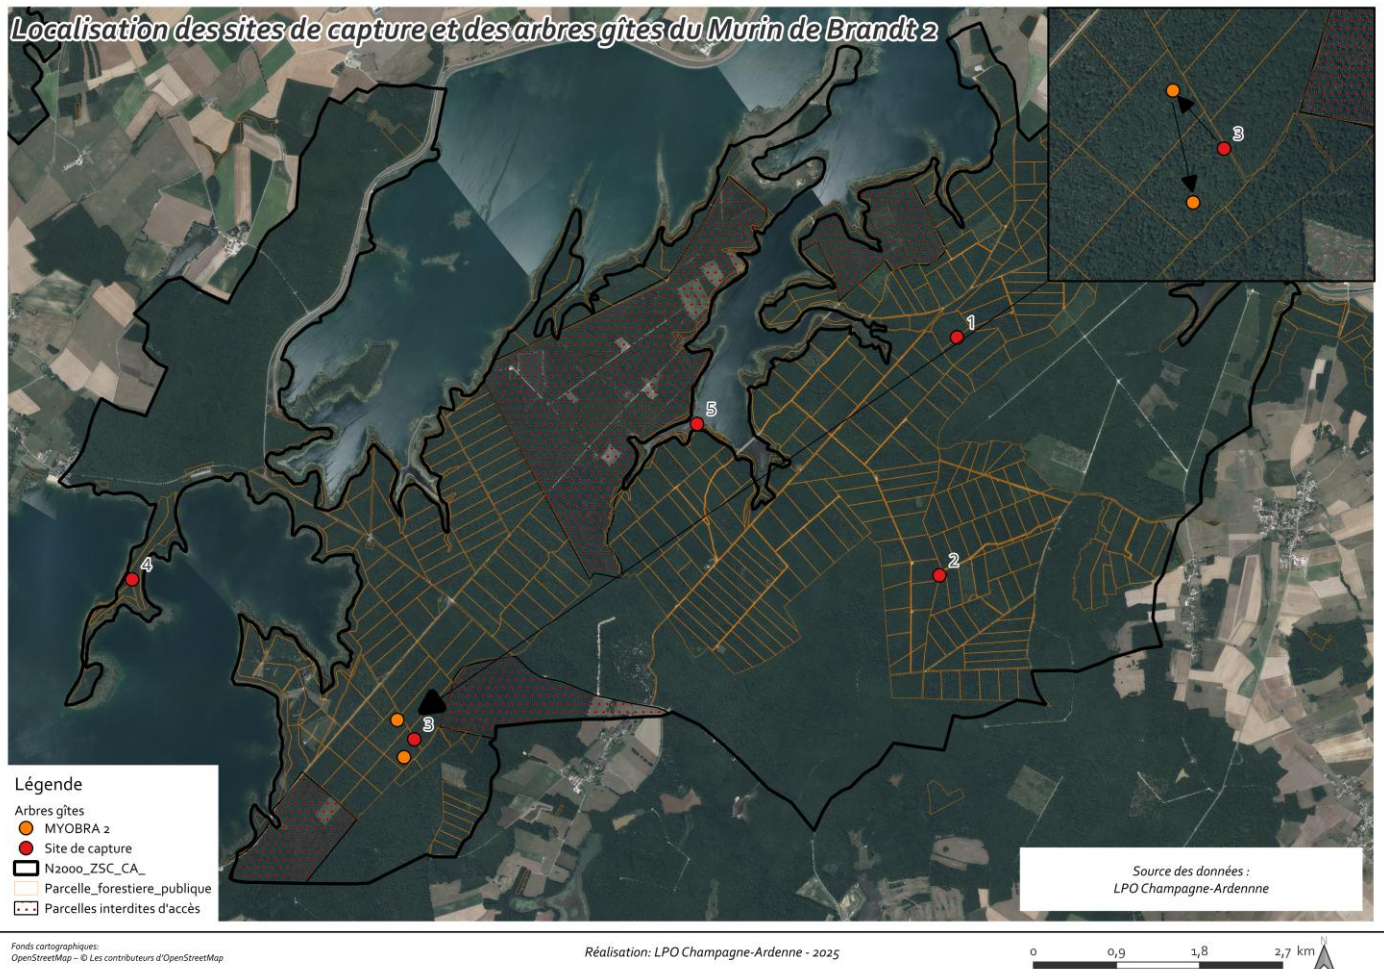 Localisation des sites de capture et des arbres gîtes du Murin de Brandt 2
3
1
5
2
4
3
Légende
Arbres gîtes
MYOBRA 2
Site de capture
N2000_ZSC_CA_
Parcelle_forestiere_publique
Parcelles interdites d'accès
Source des données :
LPO Champagne-Ardennne
Fonds cartographiques:
OpenStreetMap – © Les contributeurs d'OpenStreetMap
Réalisation: LPO Champagne-Ardenne - 2025
0 0,9 1,8 2,7 km
N